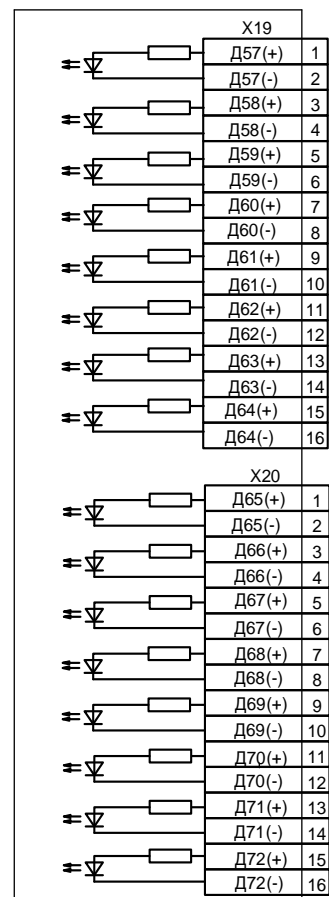 X19
Д57(+) 1
Д57(-) 2
Д58(+) 3
Д58(-) 4
Д59(+) 5
Д59(-) 6
Д60(+) 7
Д60(-) 8
Д61(+) 9
Д61(-) 10
Д62(+) 11
Д62(-) 12
Д63(+) 13
Д63(-) 14
Д64(+) 15
Д64(-) 16
X20
Д65(+) 1
Д65(-) 2
Д66(+) 3
Д66(-) 4
Д67(+) 5
Д67(-) 6
Д68(+) 7
Д68(-) 8
Д69(+) 9
Д69(-) 10
Д70(+) 11
Д70(-) 12
Д71(+) 13
Д71(-) 14
Д72(+) 15
Д72(-) 16